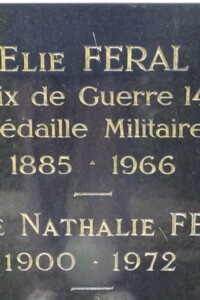 Elie FERAL
ix de Guerre 14
édaille Militaire
1885 - 1966
e Nathalie FE
1900 - 1972